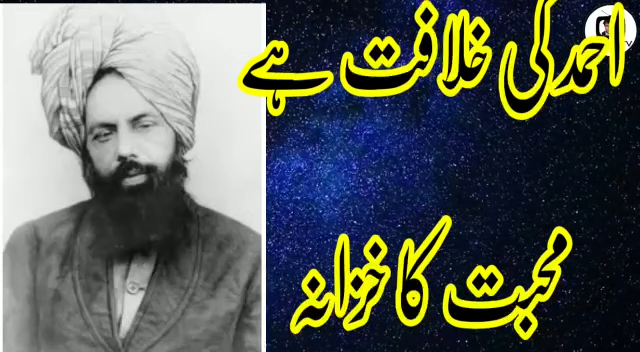 احمد کی خلافت ہے
محبت کا خزانہ